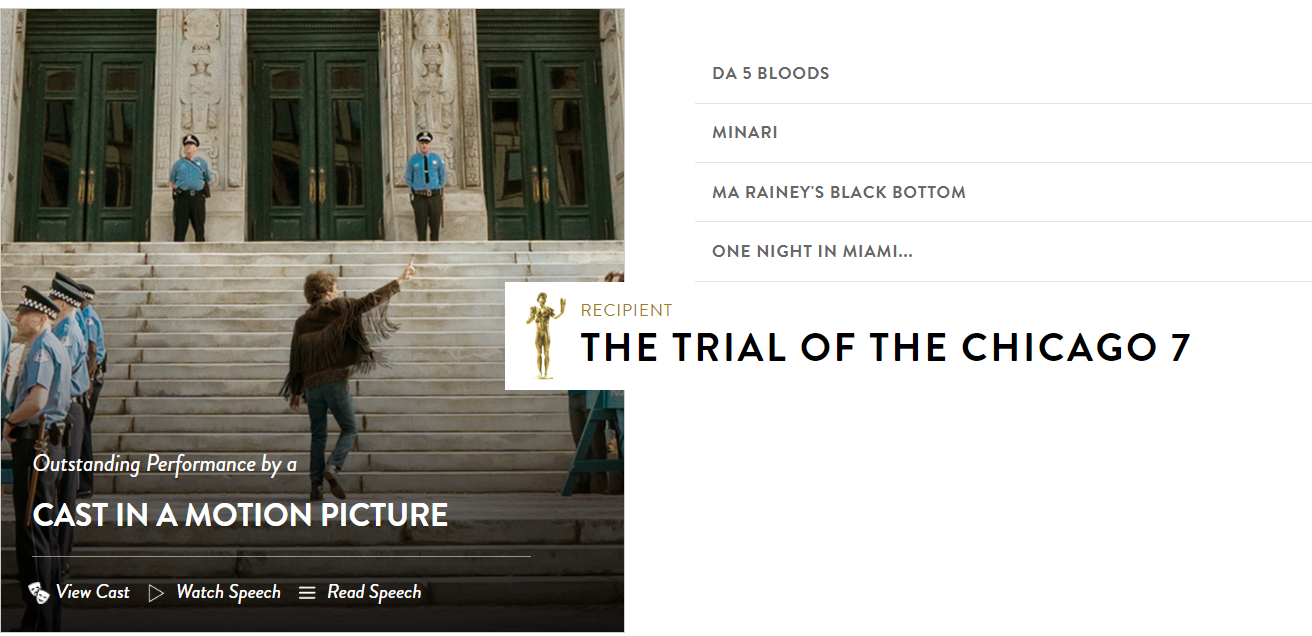 DA 5 BLOODS
MINARI
MA RAINEY'S BLACK BOTTOM
ONE NIGHT IN MIAMI...
RECIPIENT
THE TRIAL OF THE CHICAGO 7
Outstanding Performance by a
CAST IN A MOTION PICTURE
View Cast Watch Speech Read Speech